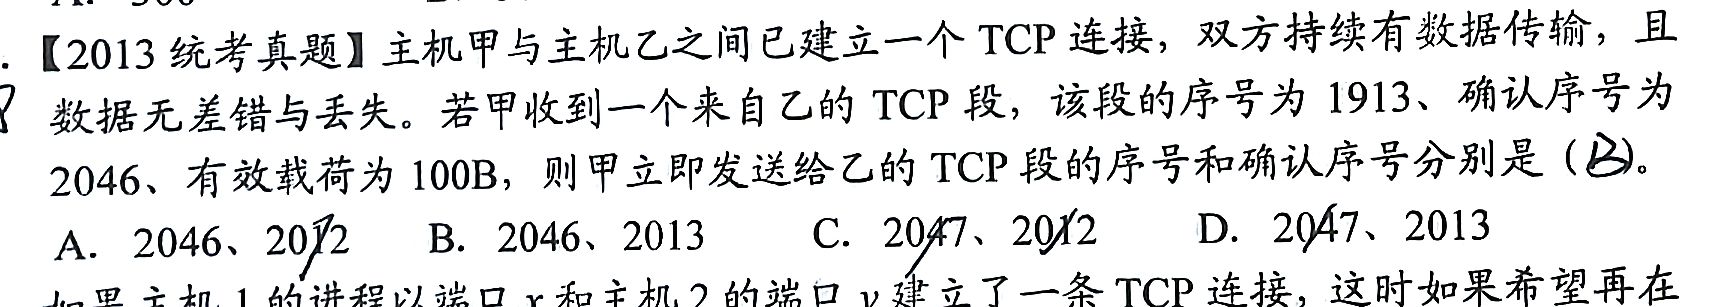 .【2013 统考真题】主机甲与主机乙之间已建立一个 TCP 连接，双方持续有数据传输，且
数据无差错与丢失。若甲收到一个来自乙的 TCP 段，该段的序号为 1913、确认序号为
2046、有效载荷为 100B，则甲立即发送给乙的 TCP 段的序号和确认序号分别是（B）。
A. 2046、2012 B. 2046、2013 C. 2047、2012 D. 2047、2013
如果主机 1 的进程以端口 x 和主机 2 的端口 y 建立了一条 TCP 连接，这时如果希望再在